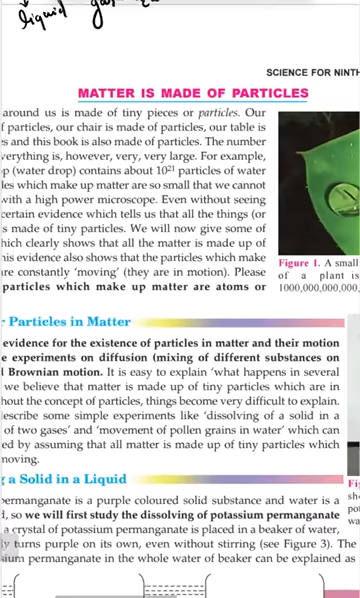 liquid gas
SCIENCE FOR NINTH
MATTER IS MADE OF PARTICLES
around us is made of tiny pieces or particles. Our
f particles, our chair is made of particles, our table is
es and this book is also made of particles. The number
verything is, however, very, very large. For example,
p (water drop) contains about 10²¹ particles of water
les which make up matter are so small that we cannot
with a high power microscope. Even without seeing
certain evidence which tells us that all the things (or
s made of tiny particles. We will now give some of
hich clearly shows that all the matter is made up of
his evidence also shows that the particles which make
re constantly 'moving' (they are in motion). Please
particles which make up matter are atoms or
Figure 1. A small
of a plant is
1000,000,000,000,
r Particles in Matter
evidence for the existence of particles in matter and their motion
e experiments on diffusion (mixing of different substances on
l Brownian motion. It is easy to explain 'what happens in several
we believe that matter is made up of tiny particles which are in
hout the concept of particles, things become very difficult to explain.
escribe some simple experiments like 'dissolving of a solid in a
of two gases' and 'movement of pollen grains in water' which can
ed by assuming that all matter is made up of tiny particles which
moving.
g a Solid in a Liquid
permanganate is a purple coloured solid substance and water is a
d, so we will first study the dissolving of potassium permanganate
a crystal of potassium permanganate is placed in a beaker of water,
ly turns purple on its own, even without stirring (see Figure 3). The
sium permanganate in the whole water of beaker can be explained as
Fig
sh
pot
wa